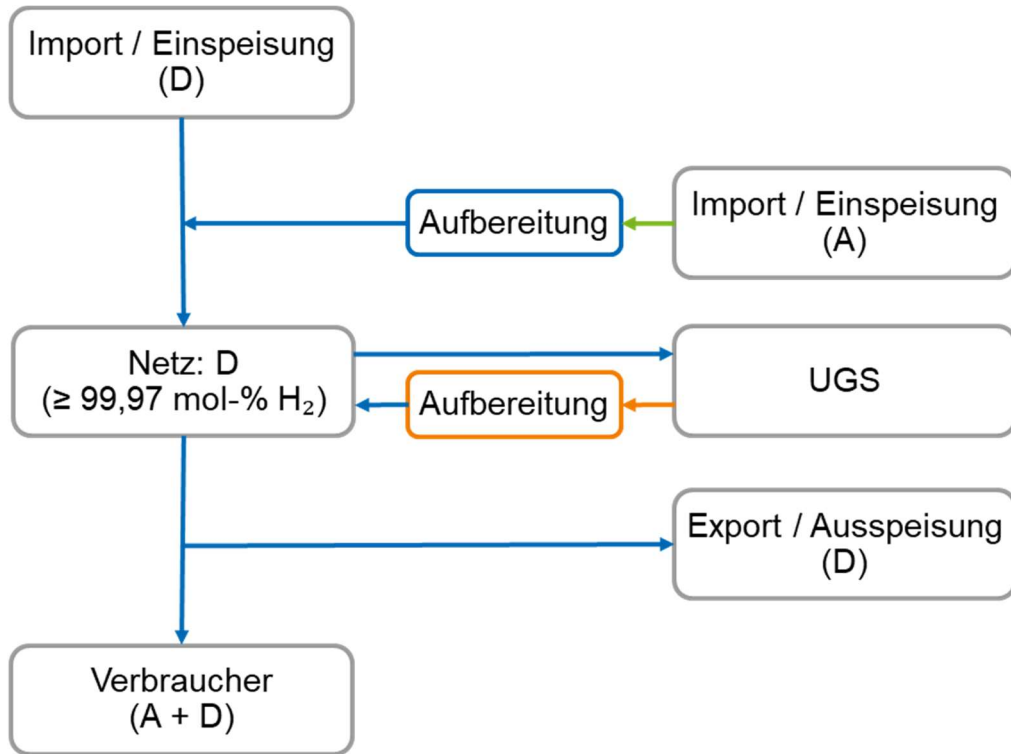 Import / Einspeisung
(D)
Aufbereitung
Import / Einspeisung
(A)
Netz: D
(≥ 99,97 mol-% H₂)
Aufbereitung
UGS
Export / Ausspeisung
(D)
Verbraucher
(A + D)